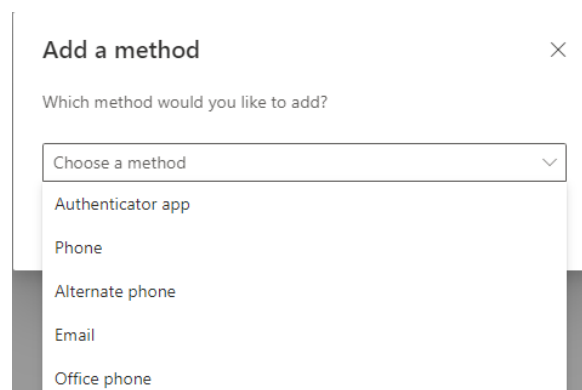 Add a method
Which method would you like to add?
Choose a method
Authenticator app
Phone
Alternate phone
Email
Office phone